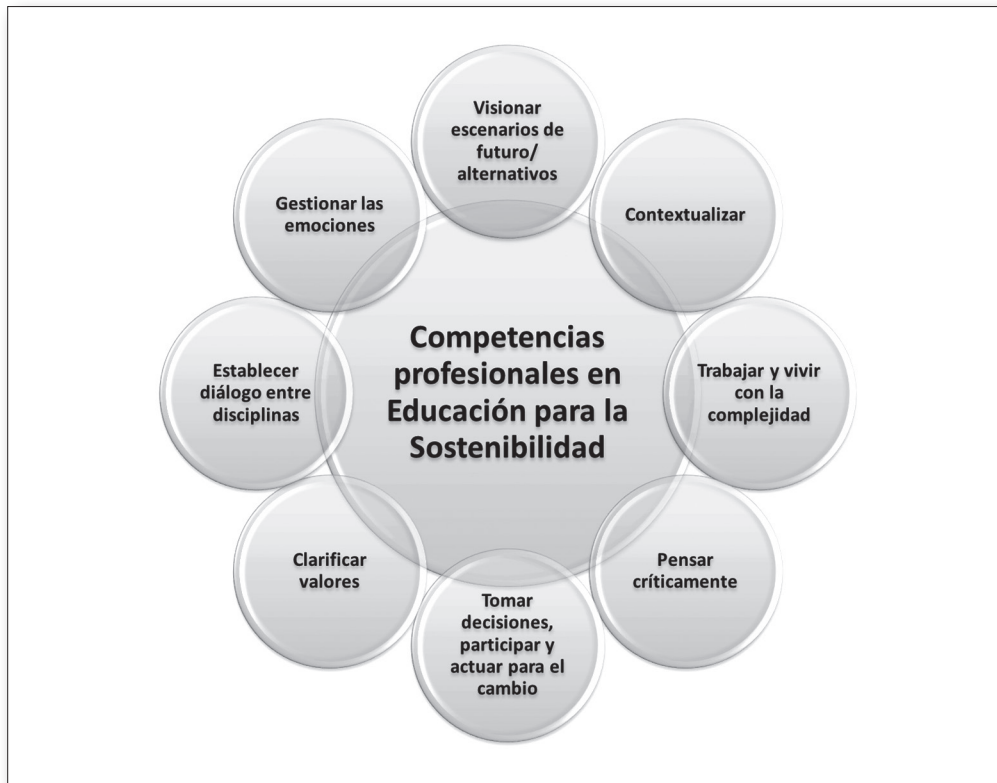 Visionar
escenarios de
futuro/
alternativos
Contextualizar
Trabajar y vivir
con la
complejidad
Pensar
críticamente
Tomar
decisiones,
participar y
actuar para el
cambio
Clarificar
valores
Establecer
diálogo entre
disciplinas
Gestionar las
emociones
Competencias
profesionales en
Educación para la
Sostenibilidad